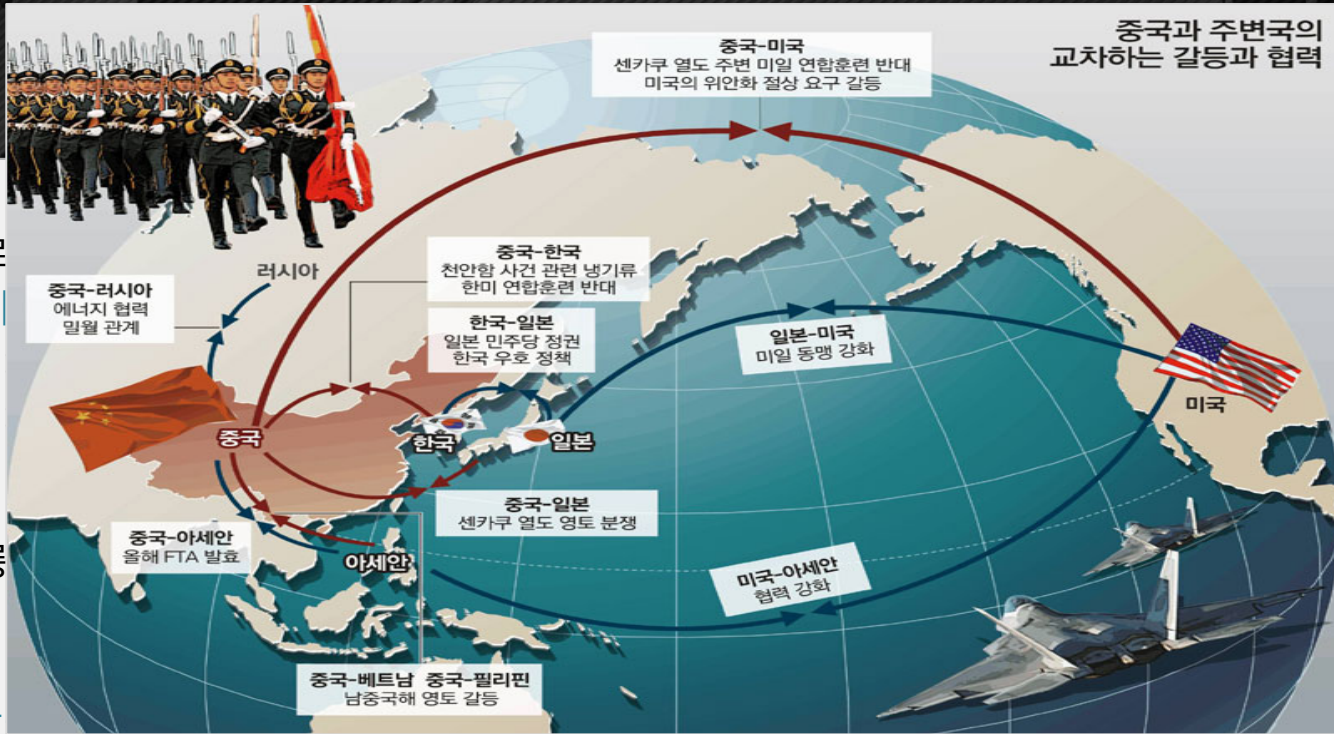 중국과 주변국의
교차하는 갈등과 협력
중국-미국
센카쿠 열도 주변 미일 연합훈련 반대
미국의 위안화 절상 요구 갈등
중국-한국
천안함 사건 관련 냉기류
한미 연합훈련 반대
러시아
중국-러시아
에너지 협력
밀월 관계
한국-일본
일본 민주당 정권
한국 우호 정책
일본-미국
미일 동맹 강화
미국
중국
한국
일본
중국-일본
센카쿠 열도 영토 분쟁
중국-아세안
올해 FTA 발효
아세안
미국-아세안
협력 강화
중국-베트남 중국-필리핀
남중국해 영토 갈등